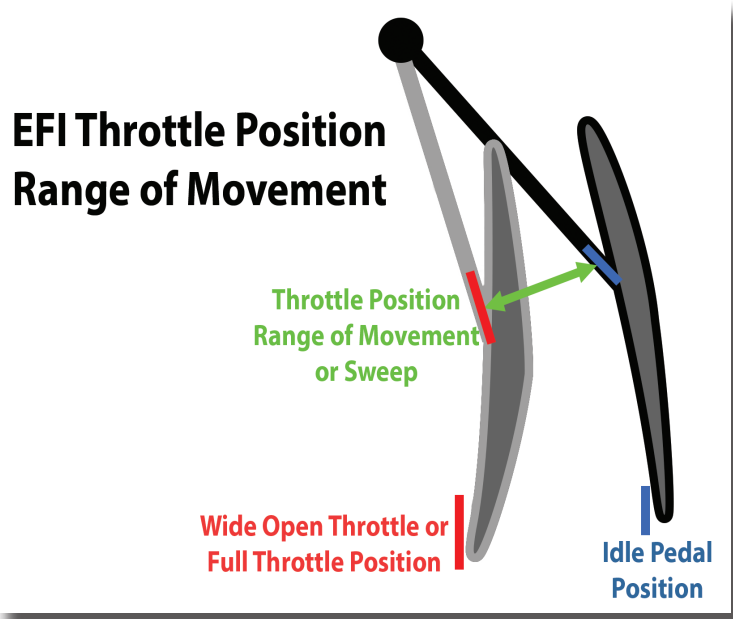 EFI Throttle Position
Range of Movement
Throttle Position
Range of Movement
or Sweep
Wide Open Throttle or
Full Throttle Position
Idle Pedal
Position